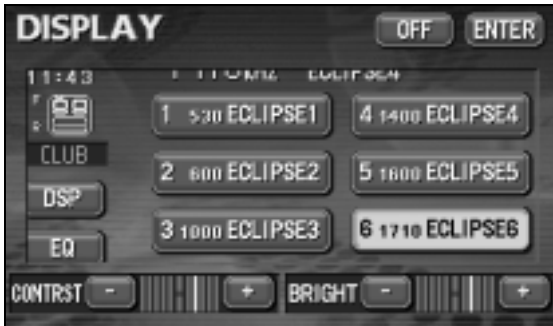 DISPLAY OFF ENTER
11:43
F
R
CLUB
DSP
EQ
1 530 ECLIPSE1 4 1400 ECLIPSE4
2 600 ECLIPSE2 5 1600 ECLIPSE5
3 1000 ECLIPSE3 6 1710 ECLIPSE6
CONTRST - + BRIGHT - +